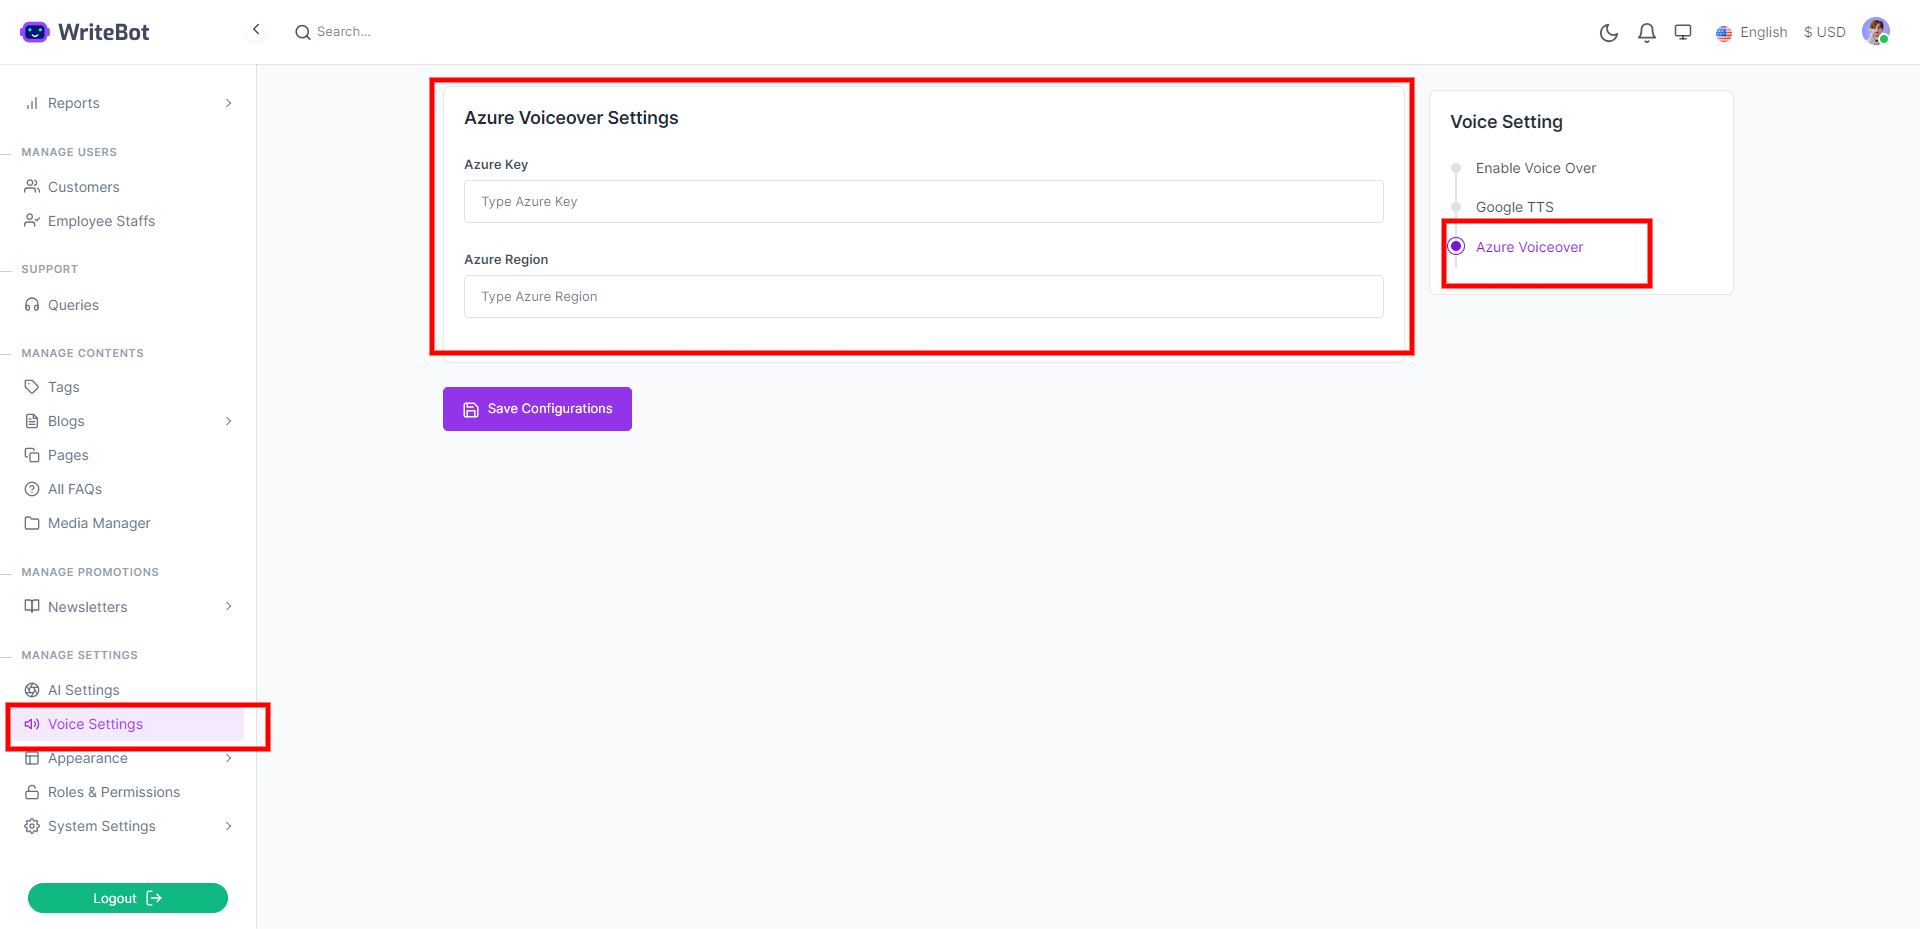 WriteBot
Search...
English
$ USD
Reports
MANAGE USERS
Customers
Employee Staffs
SUPPORT
Queries
MANAGE CONTENTS
Tags
Blogs
Pages
All FAQs
Media Manager
MANAGE PROMOTIONS
Newsletters
MANAGE SETTINGS
AI Settings
Voice Settings
Appearance
Roles & Permissions
System Settings
Logout
Azure Voiceover Settings
Azure Key
Type Azure Key
Azure Region
Type Azure Region
Save Configurations
Voice Setting
Enable Voice Over
Google TTS
Azure Voiceover